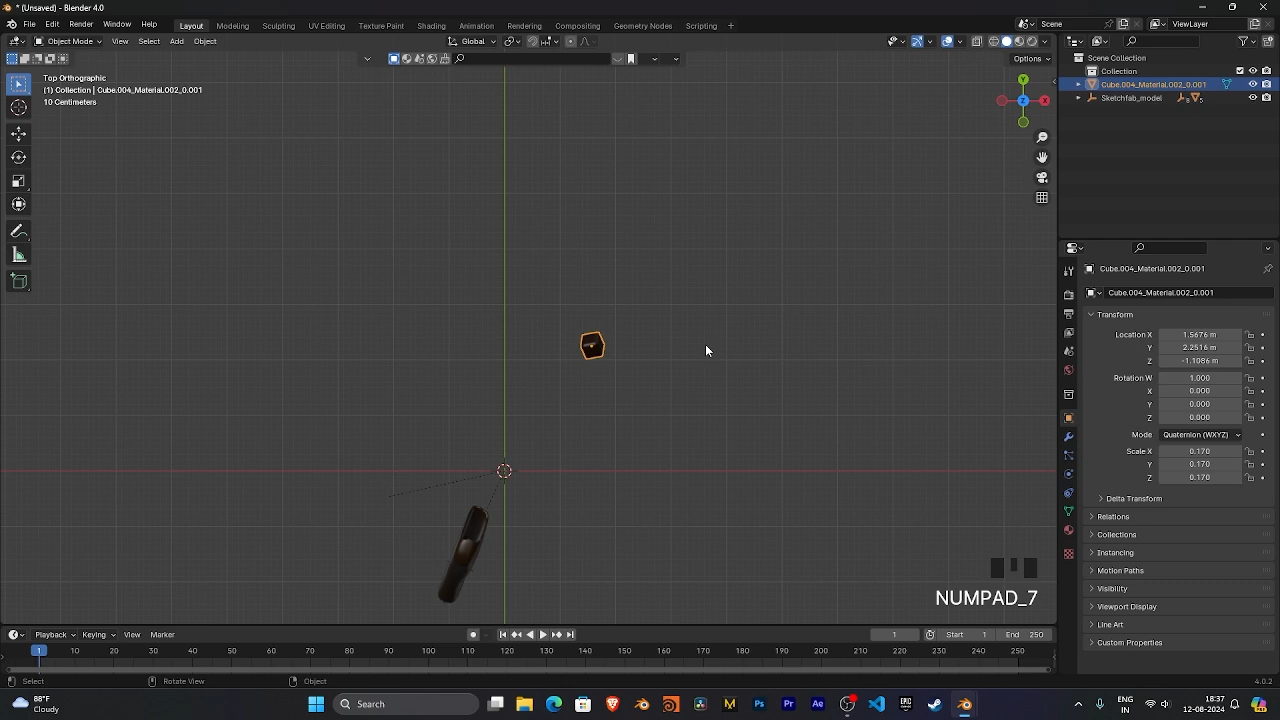 * (Unsaved) - Blender 4.0
File Edit Render Window Help Layout Modeling Sculpting UV Editing Texture Paint Shading Animation Rendering Compositing Geometry Nodes Scripting + Scene ViewLayer
Object Mode View Select Add Object Global
Options
Top Orthographic
(1) Collection | Cube.004_Material.002_0.001
10 Centimeters
Scene Collection
Collection
Cube.004_Material.002_0.001
Sketchfab_model
Y
Z
X
Cube.004_Material.002_0.001
Cube.004_Material.002_0.001
Transform
Location X 1.5676 m
Y 2.2516 m
Z -1.1086 m
Rotation W 1.000
X 0.000
Y 0.000
Z 0.000
Mode Quaternion (WXYZ)
Scale X 0.170
Y 0.170
Z 0.170
Delta Transform
Relations
Collections
Instancing
Motion Paths
Visibility
Viewport Display
Line Art
Custom Properties
NUMPAD_7
Playback Keying View Marker 1 Start 1 End 250
1 10 20 30 40 50 60 70 80 90 100 110 120 130 140 150 160 170 180 190 200 210 220 230 240 250
Select Rotate View Object 4.0.2
88°F
Cloudy
Search
ENG
IN
18:37
12-08-2024